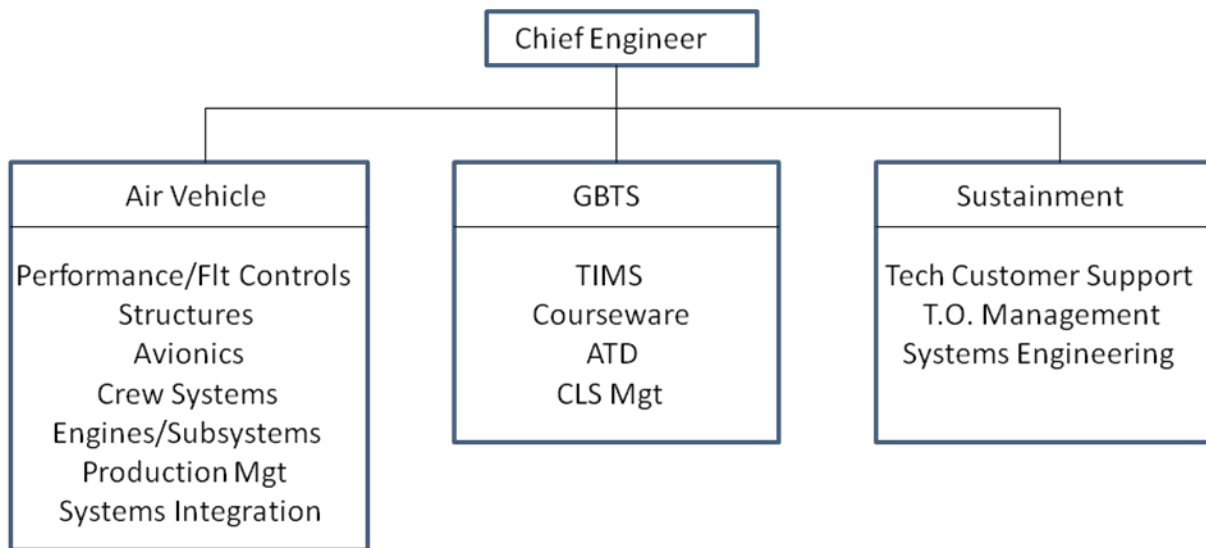 Chief Engineer
Air Vehicle
Performance/Flt Controls
Structures
Avionics
Crew Systems
Engines/Subsystems
Production Mgt
Systems Integration
GBTS
TIMS
Courseware
ATD
CLS Mgt
Sustainment
Tech Customer Support
T.O. Management
Systems Engineering